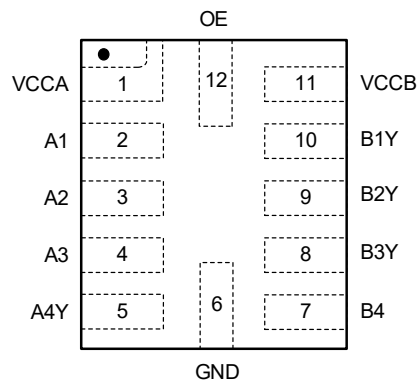 OE
VCCA 1 12 11 VCCB
A1 2 10 B1Y
A2 3 9 B2Y
A3 4 8 B3Y
A4Y 5 6 7 B4
GND